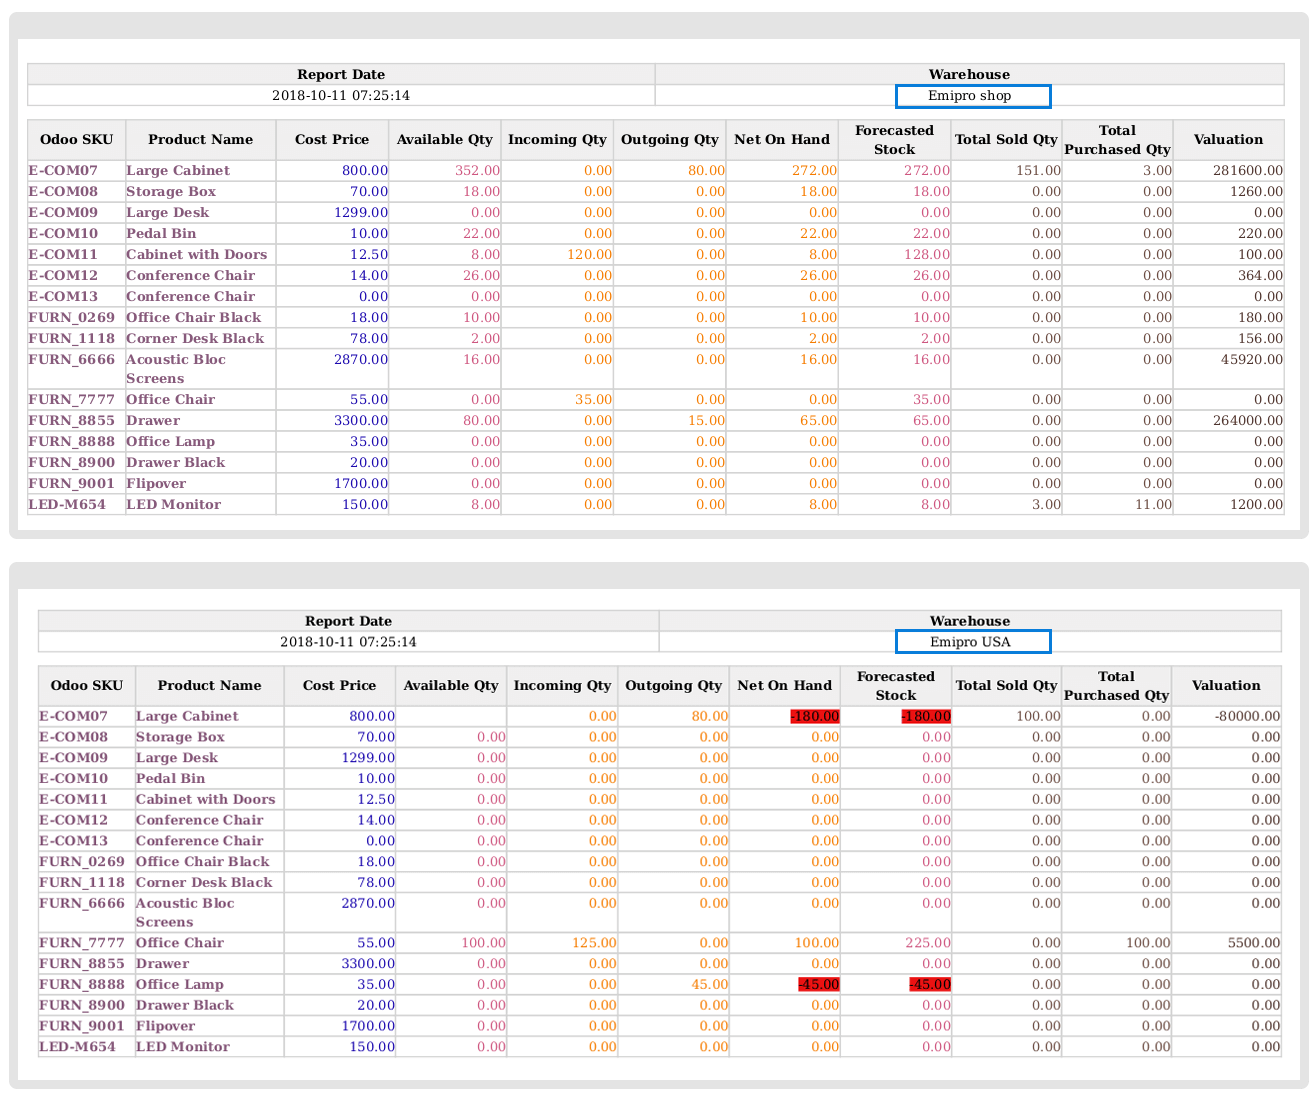 Report Date Warehouse
2018-10-11 07:25:14 Emipro shop
Odoo SKU Product Name Cost Price Available Qty Incoming Qty Outgoing Qty Net On Hand Forecasted Stock Total Sold Qty Total Purchased Qty Valuation
E-COM07 Large Cabinet 800.00 352.00 0.00 80.00 272.00 272.00 151.00 3.00 281600.00
E-COM08 Storage Box 70.00 18.00 0.00 0.00 18.00 18.00 0.00 0.00 1260.00
E-COM09 Large Desk 1299.00 0.00 0.00 0.00 0.00 0.00 0.00 0.00 0.00
E-COM10 Pedal Bin 10.00 22.00 0.00 0.00 22.00 22.00 0.00 0.00 220.00
E-COM11 Cabinet with Doors 12.50 8.00 120.00 0.00 8.00 128.00 0.00 0.00 100.00
E-COM12 Conference Chair 14.00 26.00 0.00 0.00 26.00 26.00 0.00 0.00 364.00
E-COM13 Conference Chair 0.00 0.00 0.00 0.00 0.00 0.00 0.00 0.00 0.00
FURN_0269 Office Chair Black 18.00 10.00 0.00 0.00 10.00 10.00 0.00 0.00 180.00
FURN_1118 Corner Desk Black 78.00 2.00 0.00 0.00 2.00 2.00 0.00 0.00 156.00
FURN_6666 Acoustic Bloc Screens 2870.00 16.00 0.00 0.00 16.00 16.00 0.00 0.00 45920.00
FURN_7777 Office Chair 55.00 0.00 35.00 0.00 0.00 35.00 0.00 0.00 0.00
FURN_8855 Drawer 3300.00 80.00 0.00 15.00 65.00 65.00 0.00 0.00 264000.00
FURN_8888 Office Lamp 35.00 0.00 0.00 0.00 0.00 0.00 0.00 0.00 0.00
FURN_8900 Drawer Black 20.00 0.00 0.00 0.00 0.00 0.00 0.00 0.00 0.00
FURN_9001 Flipover 1700.00 0.00 0.00 0.00 0.00 0.00 0.00 0.00 0.00
LED-M654 LED Monitor 150.00 8.00 0.00 0.00 8.00 8.00 3.00 11.00 1200.00
Report Date Warehouse
2018-10-11 07:25:14 Emipro USA
Odoo SKU Product Name Cost Price Available Qty Incoming Qty Outgoing Qty Net On Hand Forecasted Stock Total Sold Qty Total Purchased Qty Valuation
E-COM07 Large Cabinet 800.00 0.00 80.00 -180.00 -180.00 100.00 0.00 -80000.00
E-COM08 Storage Box 70.00 0.00 0.00 0.00 0.00 0.00 0.00 0.00 0.00
E-COM09 Large Desk 1299.00 0.00 0.00 0.00 0.00 0.00 0.00 0.00 0.00
E-COM10 Pedal Bin 10.00 0.00 0.00 0.00 0.00 0.00 0.00 0.00 0.00
E-COM11 Cabinet with Doors 12.50 0.00 0.00 0.00 0.00 0.00 0.00 0.00 0.00
E-COM12 Conference Chair 14.00 0.00 0.00 0.00 0.00 0.00 0.00 0.00 0.00
E-COM13 Conference Chair 0.00 0.00 0.00 0.00 0.00 0.00 0.00 0.00 0.00
FURN_0269 Office Chair Black 18.00 0.00 0.00 0.00 0.00 0.00 0.00 0.00 0.00
FURN_1118 Corner Desk Black 78.00 0.00 0.00 0.00 0.00 0.00 0.00 0.00 0.00
FURN_6666 Acoustic Bloc Screens 2870.00 0.00 0.00 0.00 0.00 0.00 0.00 0.00 0.00
FURN_7777 Office Chair 55.00 100.00 125.00 0.00 100.00 225.00 0.00 100.00 5500.00
FURN_8855 Drawer 3300.00 0.00 0.00 0.00 0.00 0.00 0.00 0.00 0.00
FURN_8888 Office Lamp 35.00 0.00 0.00 45.00 -45.00 -45.00 0.00 0.00 0.00
FURN_8900 Drawer Black 20.00 0.00 0.00 0.00 0.00 0.00 0.00 0.00 0.00
FURN_9001 Flipover 1700.00 0.00 0.00 0.00 0.00 0.00 0.00 0.00 0.00
LED-M654 LED Monitor 150.00 0.00 0.00 0.00 0.00 0.00 0.00 0.00 0.00